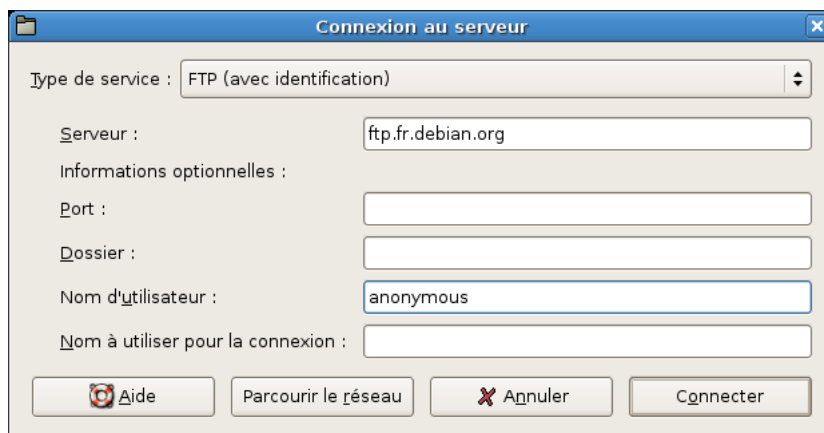 Connexion au serveur
Type de service : FTP (avec identification)
Serveur : ftp.fr.debian.org
Informations optionnelles :
Port :
Dossier :
Nom d'utilisateur : anonymous
Nom à utiliser pour la connexion :
Aide Parcourir le réseau Annuler Connecter